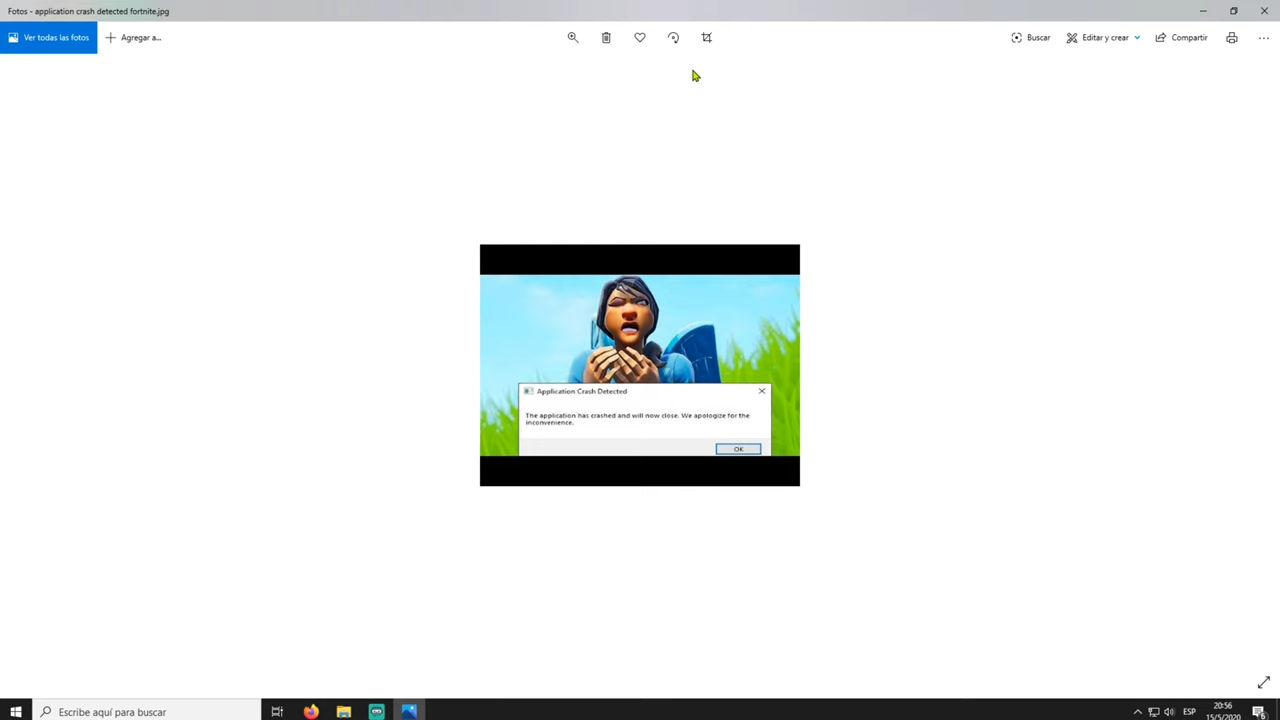 Fotos - application crash detected fortnite.jpg
Ver todas las fotos
Agregar a...
Buscar
Editar y crear
Compartir
Application Crash Detected
The application has crashed and will now close. We apologize for the
inconvenience.
OK
Escribe aquí para buscar
ESP
20:56
15/5/2020